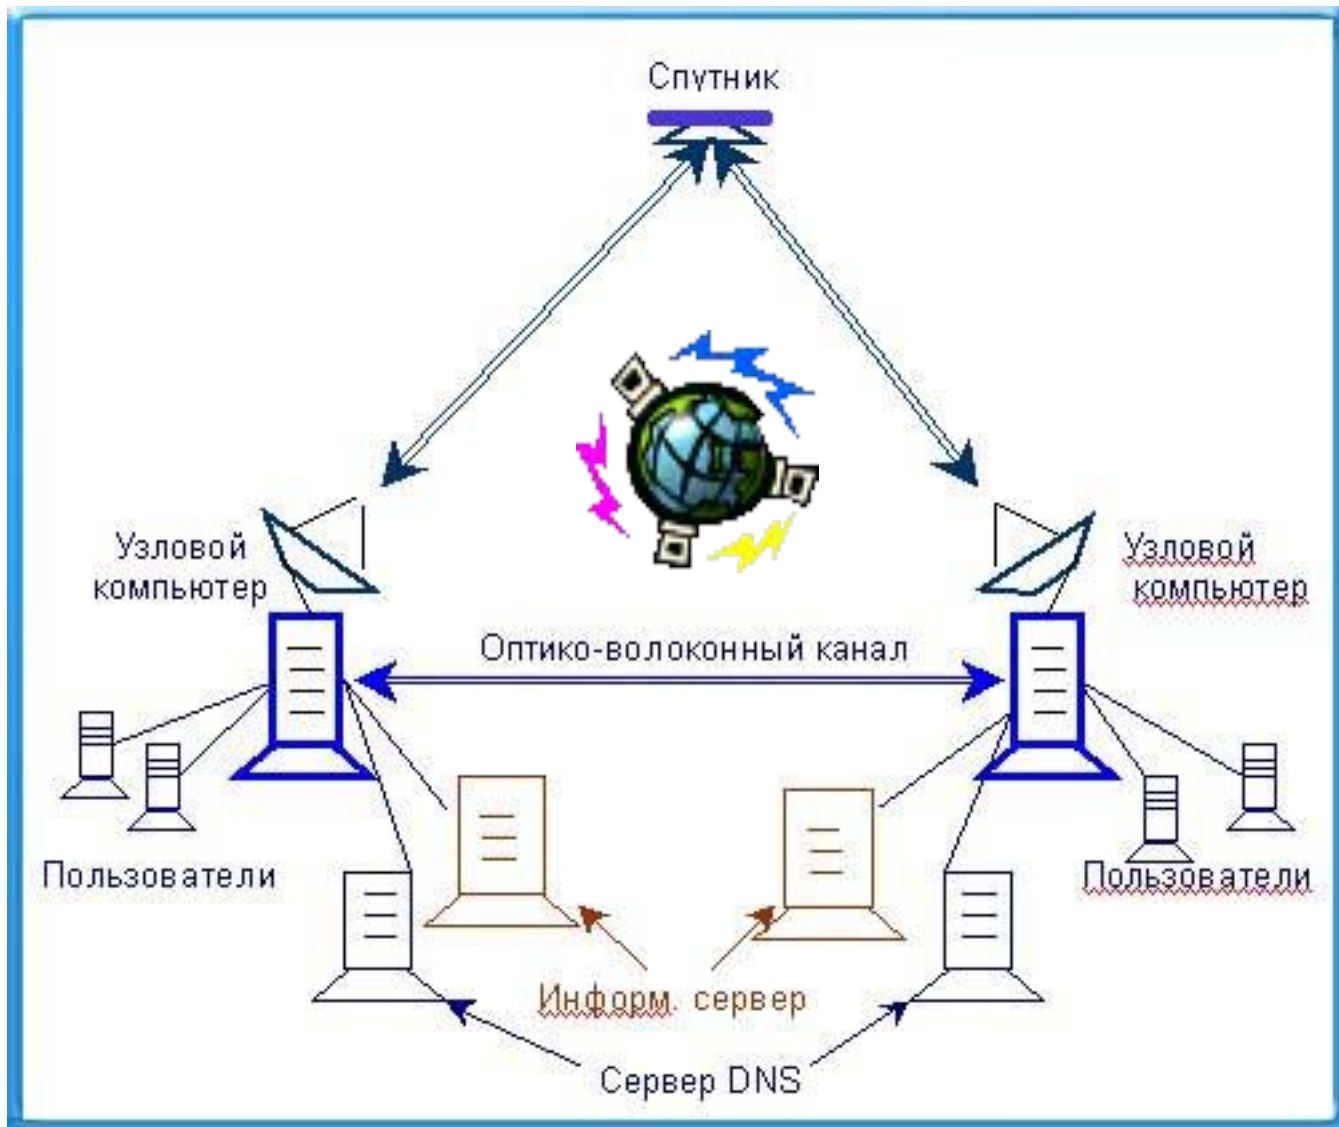 Спутник
Узловой
компьютер
Узловой
компьютер
Оптико-волоконный канал
Пользователи
Пользователи
Информ. сервер
Сервер DNS